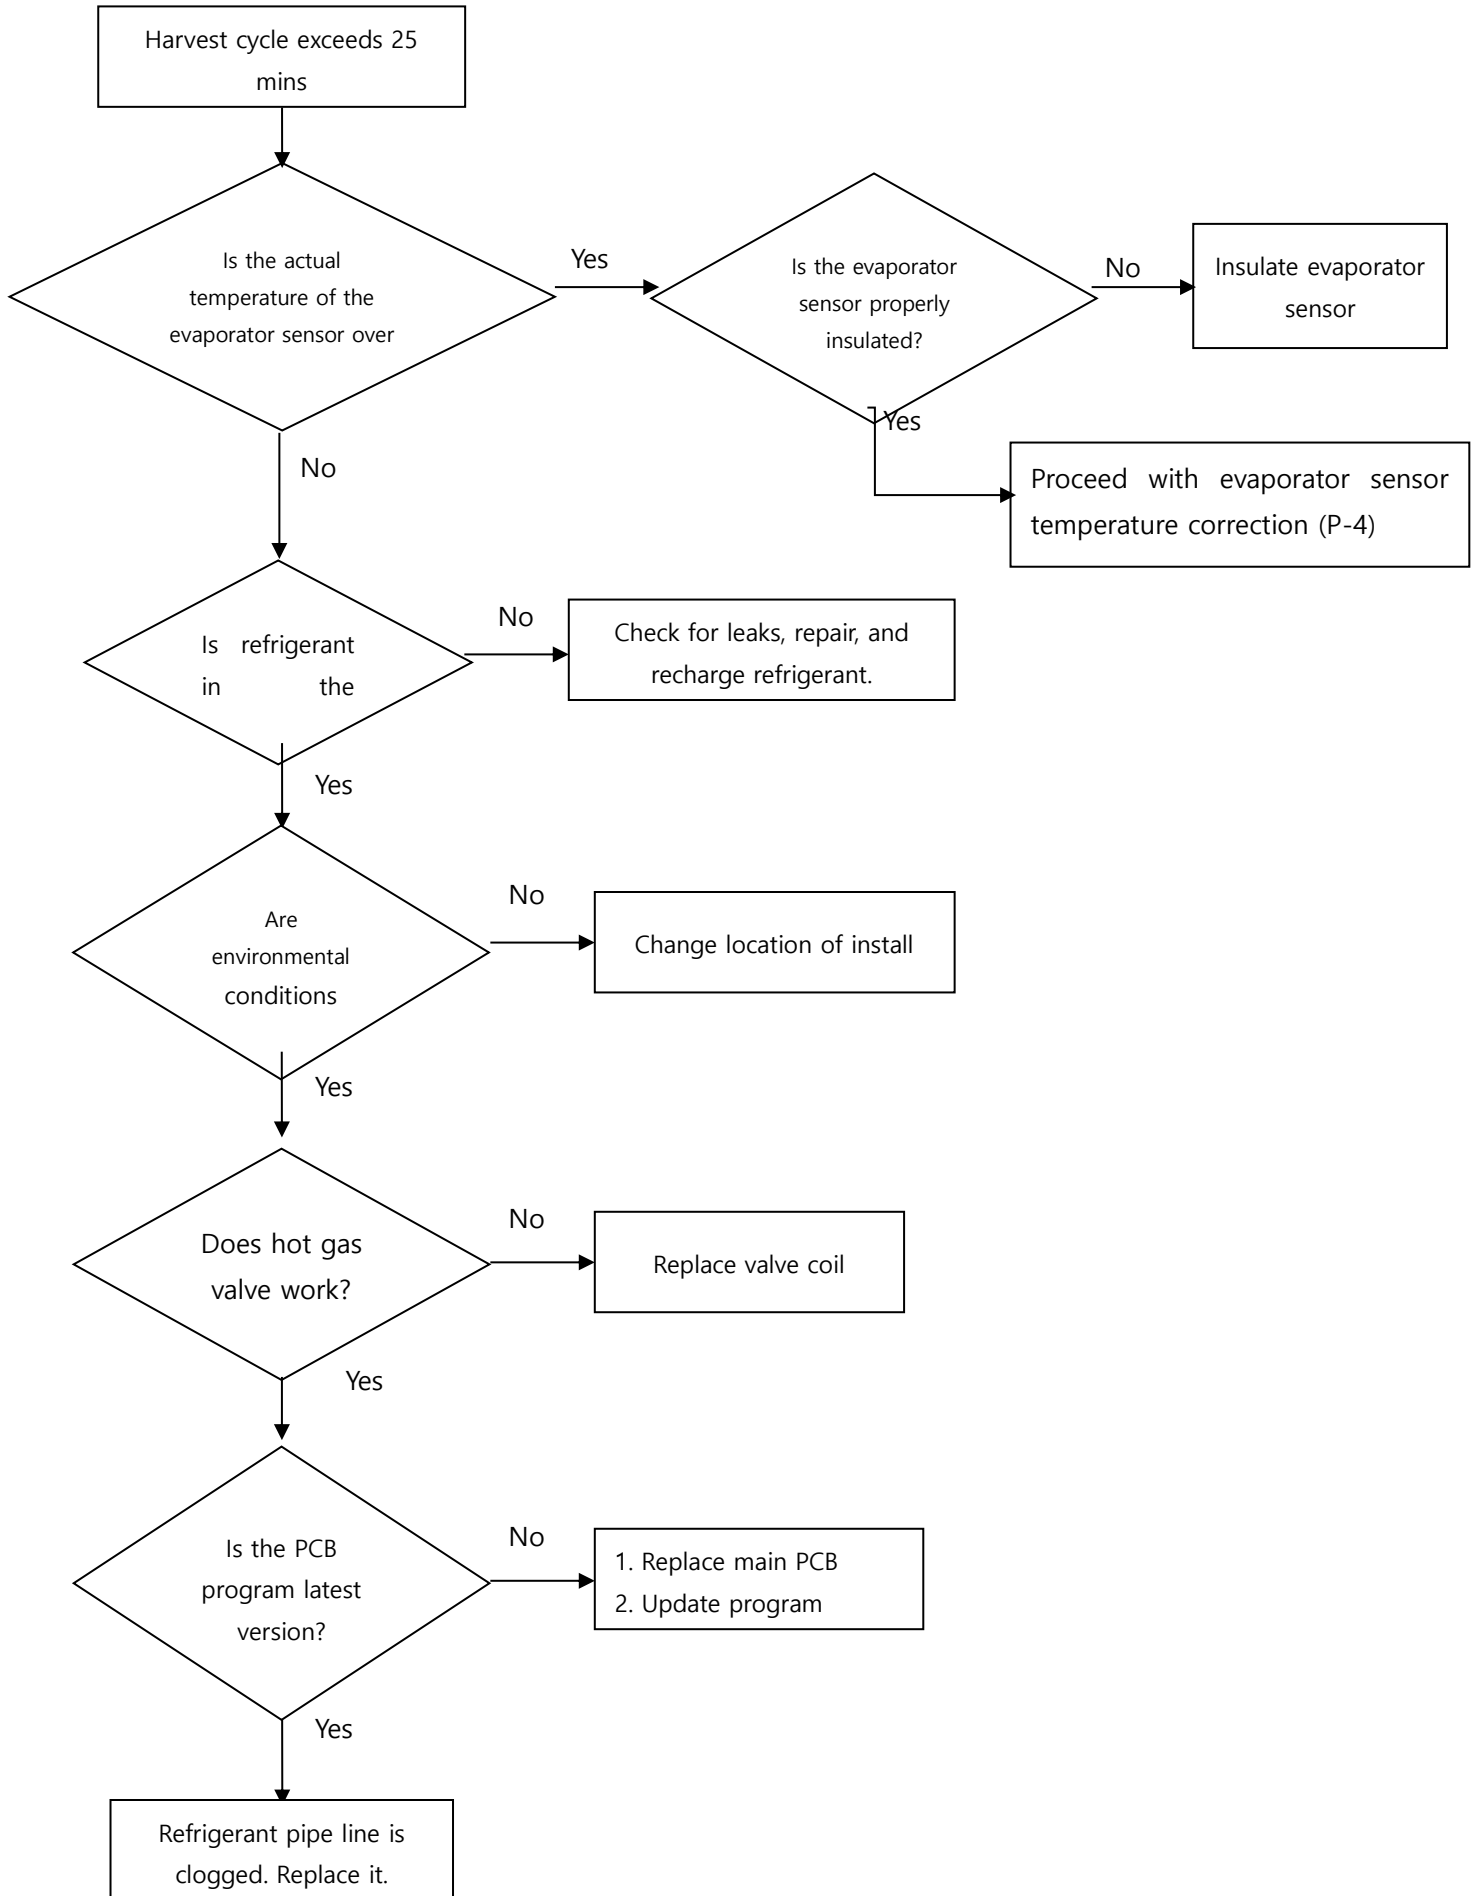 Harvest cycle exceeds 25
mins
Is the actual
temperature of the
evaporator sensor over
Yes
Is the evaporator
sensor properly
insulated?
No
Insulate evaporator
sensor
Yes
Proceed with evaporator sensor
temperature correction (P-4)
No
Is refrigerant
in the
No
Check for leaks, repair, and
recharge refrigerant.
Yes
Are
environmental
conditions
No
Change location of install
Yes
Does hot gas
valve work?
No
Replace valve coil
Yes
Is the PCB
program latest
version?
No
1. Replace main PCB
2. Update program
Yes
Refrigerant pipe line is
clogged. Replace it.